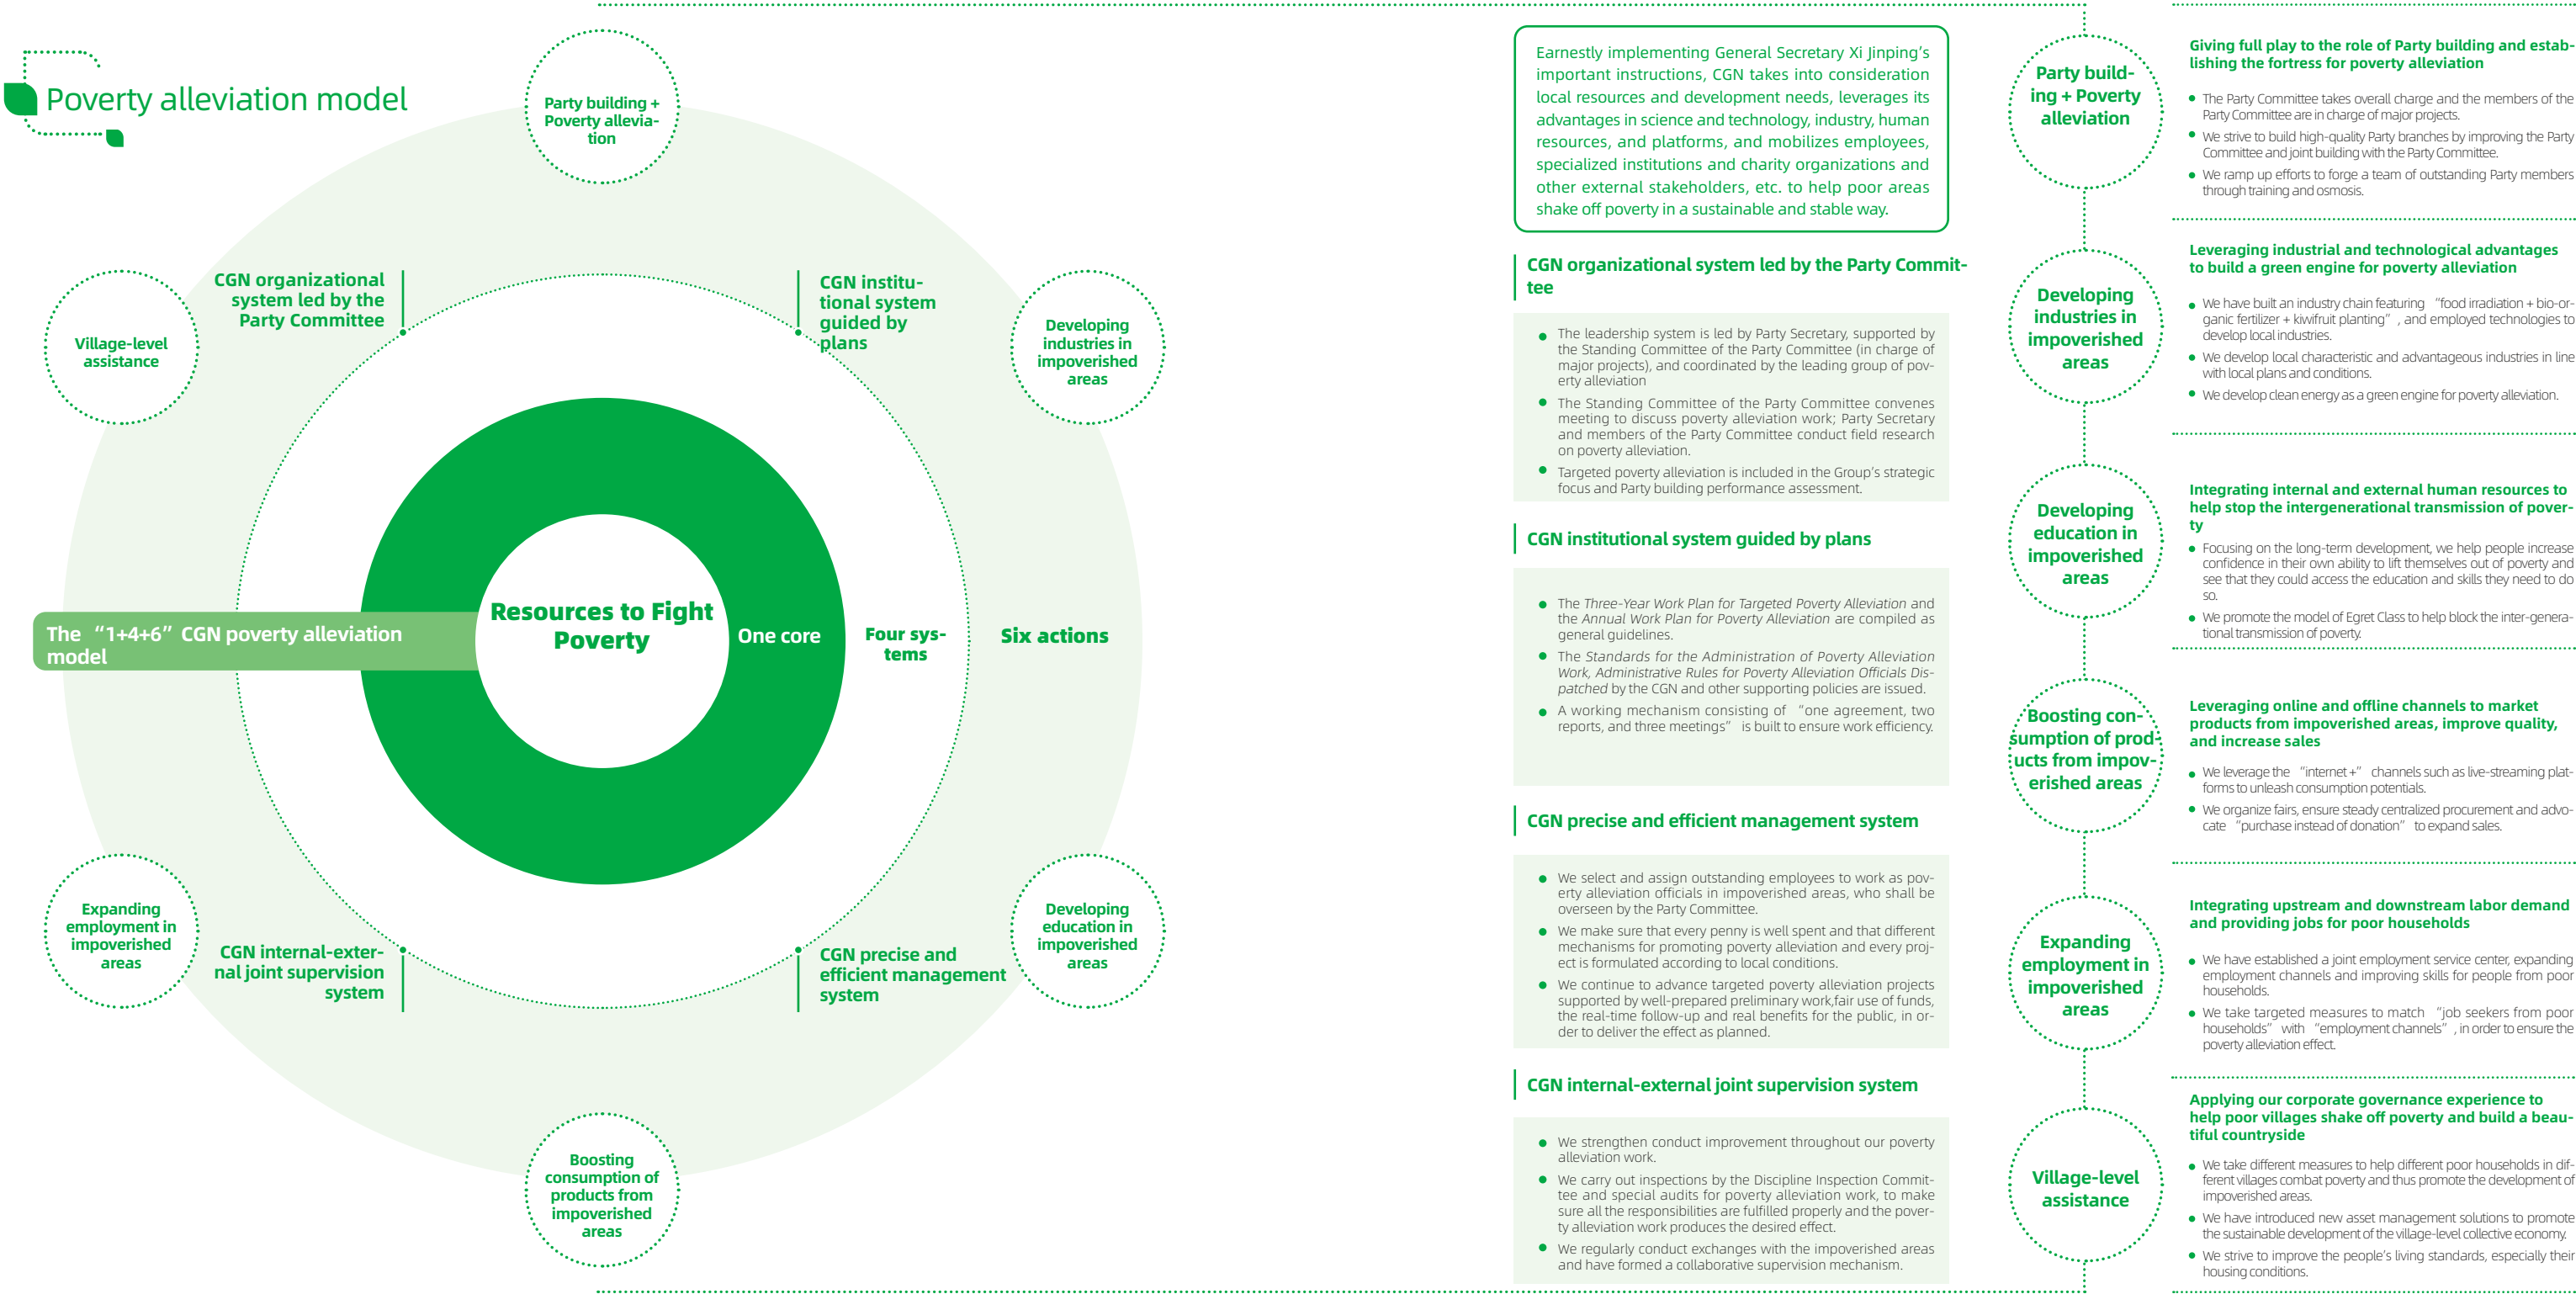 Poverty alleviation model
Party building +
Poverty allevia-
tion
CGN organizational
system led by the
Party Committee
CGN institu-
tional system
guided by
plans
Village-level
assistance
Developing
industries in
impoverished
areas
The “1+4+6” CGN poverty alleviation
model
Resources to Fight
Poverty
One core
Four sys-
tems
Six actions
Expanding
employment in
impoverished
areas
CGN internal-exter-
nal joint supervision
system
CGN precise and
efficient management
system
Developing
education in
impoverished
areas
Boosting
consumption of
products from
impoverished
areas
Earnestly implementing General Secretary Xi Jinping’s
important instructions, CGN takes into consideration
local resources and development needs, leverages its
advantages in science and technology, industry, human
resources, and platforms, and mobilizes employees,
specialized institutions and charity organizations and
other external stakeholders, etc. to help poor areas
shake off poverty in a sustainable and stable way.
CGN organizational system led by the Party Commit-
tee
The leadership system is led by Party Secretary, supported by
the Standing Committee of the Party Committee (in charge of
major projects), and coordinated by the leading group of pov-
erty alleviation
The Standing Committee of the Party Committee convenes
meeting to discuss poverty alleviation work; Party Secretary
and members of the Party Committee conduct field research
on poverty alleviation.
Targeted poverty alleviation is included in the Group’s strategic
focus and Party building performance assessment.
CGN institutional system guided by plans
The Three-Year Work Plan for Targeted Poverty Alleviation and
the Annual Work Plan for Poverty Alleviation are compiled as
general guidelines.
The Standards for the Administration of Poverty Alleviation
Work, Administrative Rules for Poverty Alleviation Officials Dis-
patched by the CGN and other supporting policies are issued.
A working mechanism consisting of “one agreement, two
reports, and three meetings” is built to ensure work efficiency.
CGN precise and efficient management system
We select and assign outstanding employees to work as pov-
erty alleviation officials in impoverished areas, who shall be
overseen by the Party Committee.
We make sure that every penny is well spent and that different
mechanisms for promoting poverty alleviation and every proj-
ect is formulated according to local conditions.
We continue to advance targeted poverty alleviation projects
supported by well-prepared preliminary work,fair use of funds,
the real-time follow-up and real benefits for the public, in or-
der to deliver the effect as planned.
CGN internal-external joint supervision system
We strengthen conduct improvement throughout our poverty
alleviation work.
We carry out inspections by the Discipline Inspection Commit-
tee and special audits for poverty alleviation work, to make
sure all the responsibilities are fulfilled properly and the pover-
ty alleviation work produces the desired effect.
We regularly conduct exchanges with the impoverished areas
and have formed a collaborative supervision mechanism.
Party build-
ing + Poverty
alleviation
Giving full play to the role of Party building and estab-
lishing the fortress for poverty alleviation
The Party Committee takes overall charge and the members of the
Party Committee are in charge of major projects.
We strive to build high-quality Party branches by improving the Party
Committee and joint building with the Party Committee.
We ramp up efforts to forge a team of outstanding Party members
through training and osmosis.
Developing
industries in
impoverished
areas
Leveraging industrial and technological advantages
to build a green engine for poverty alleviation
We have built an industry chain featuring “food irradiation + bio-or-
ganic fertilizer + kiwifruit planting”, and employed technologies to
develop local industries.
We develop local characteristic and advantageous industries in line
with local plans and conditions.
We develop clean energy as a green engine for poverty alleviation.
Developing
education in
impoverished
areas
Integrating internal and external human resources to
help stop the intergenerational transmission of pover-
ty
Focusing on the long-term development, we help people increase
confidence in their own ability to lift themselves out of poverty and
see that they could access the education and skills they need to do
so.
We promote the model of Egret Class to help block the inter-genera-
tional transmission of poverty.
Boosting con-
sumption of prod-
ucts from impov-
erished areas
Leveraging online and offline channels to market
products from impoverished areas, improve quality,
and increase sales
We leverage the “internet +” channels such as live-streaming plat-
forms to unleash consumption potentials.
We organize fairs, ensure steady centralized procurement and advo-
cate “purchase instead of donation” to expand sales.
Expanding
employment in
impoverished
areas
Integrating upstream and downstream labor demand
and providing jobs for poor households
We have established a joint employment service center, expanding
employment channels and improving skills for people from poor
households.
We take targeted measures to match “job seekers from poor
households” with “employment channels”, in order to ensure the
poverty alleviation effect.
Village-level
assistance
Applying our corporate governance experience to
help poor villages shake off poverty and build a beau-
tiful countryside
We take different measures to help different poor households in dif-
ferent villages combat poverty and thus promote the development of
impoverished areas.
We have introduced new asset management solutions to promote
the sustainable development of the village-level collective economy.
We strive to improve the people’s living standards, especially their
housing conditions.